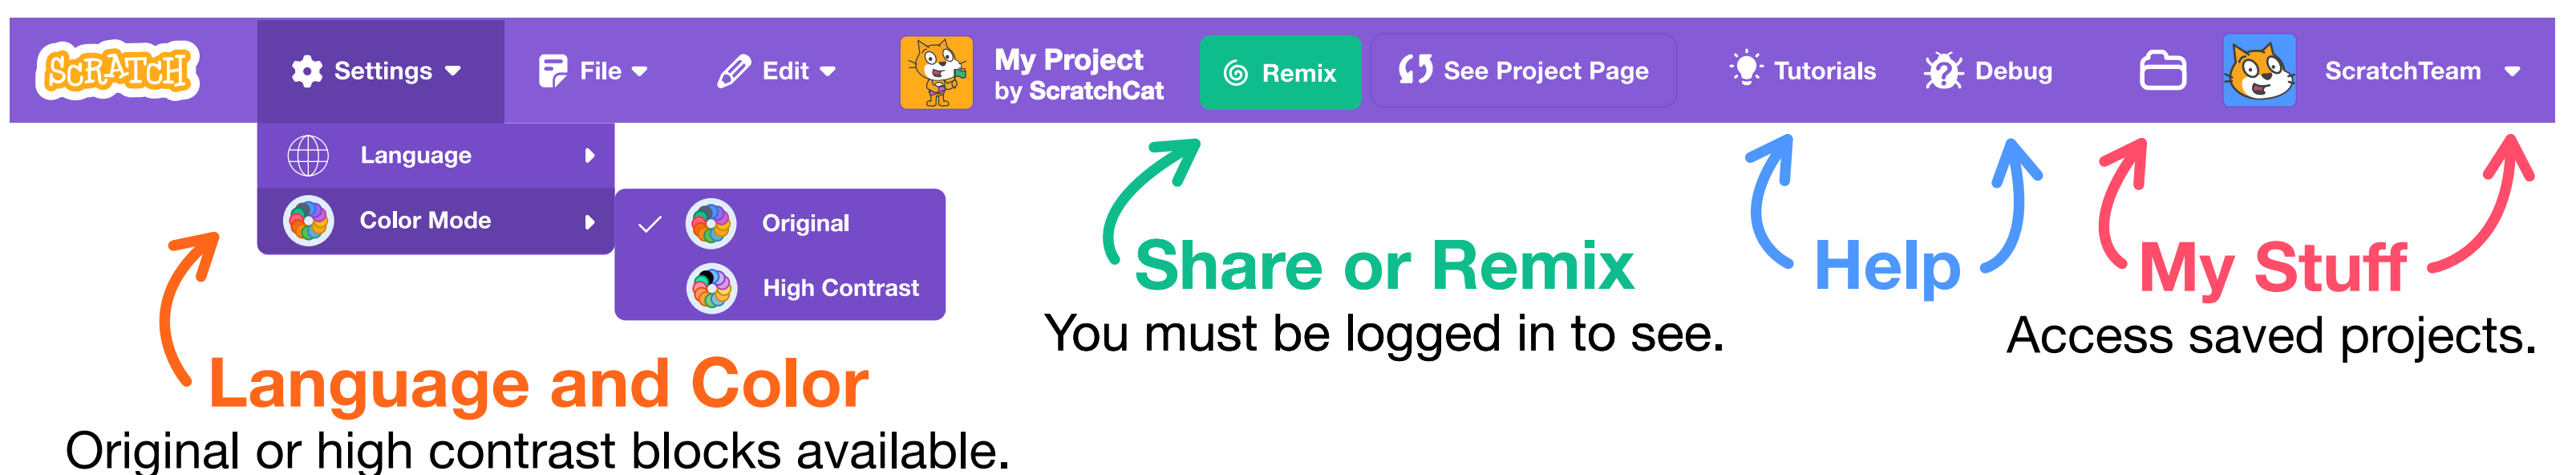 SCRATCH
Settings
File
Edit
My Project
by ScratchCat
Remix
See Project Page
Tutorials
Debug
ScratchTeam
Language
Color Mode
Original
High Contrast
Share or Remix
You must be logged in to see.
Help
My Stuff
Access saved projects.
Language and Color
Original or high contrast blocks available.